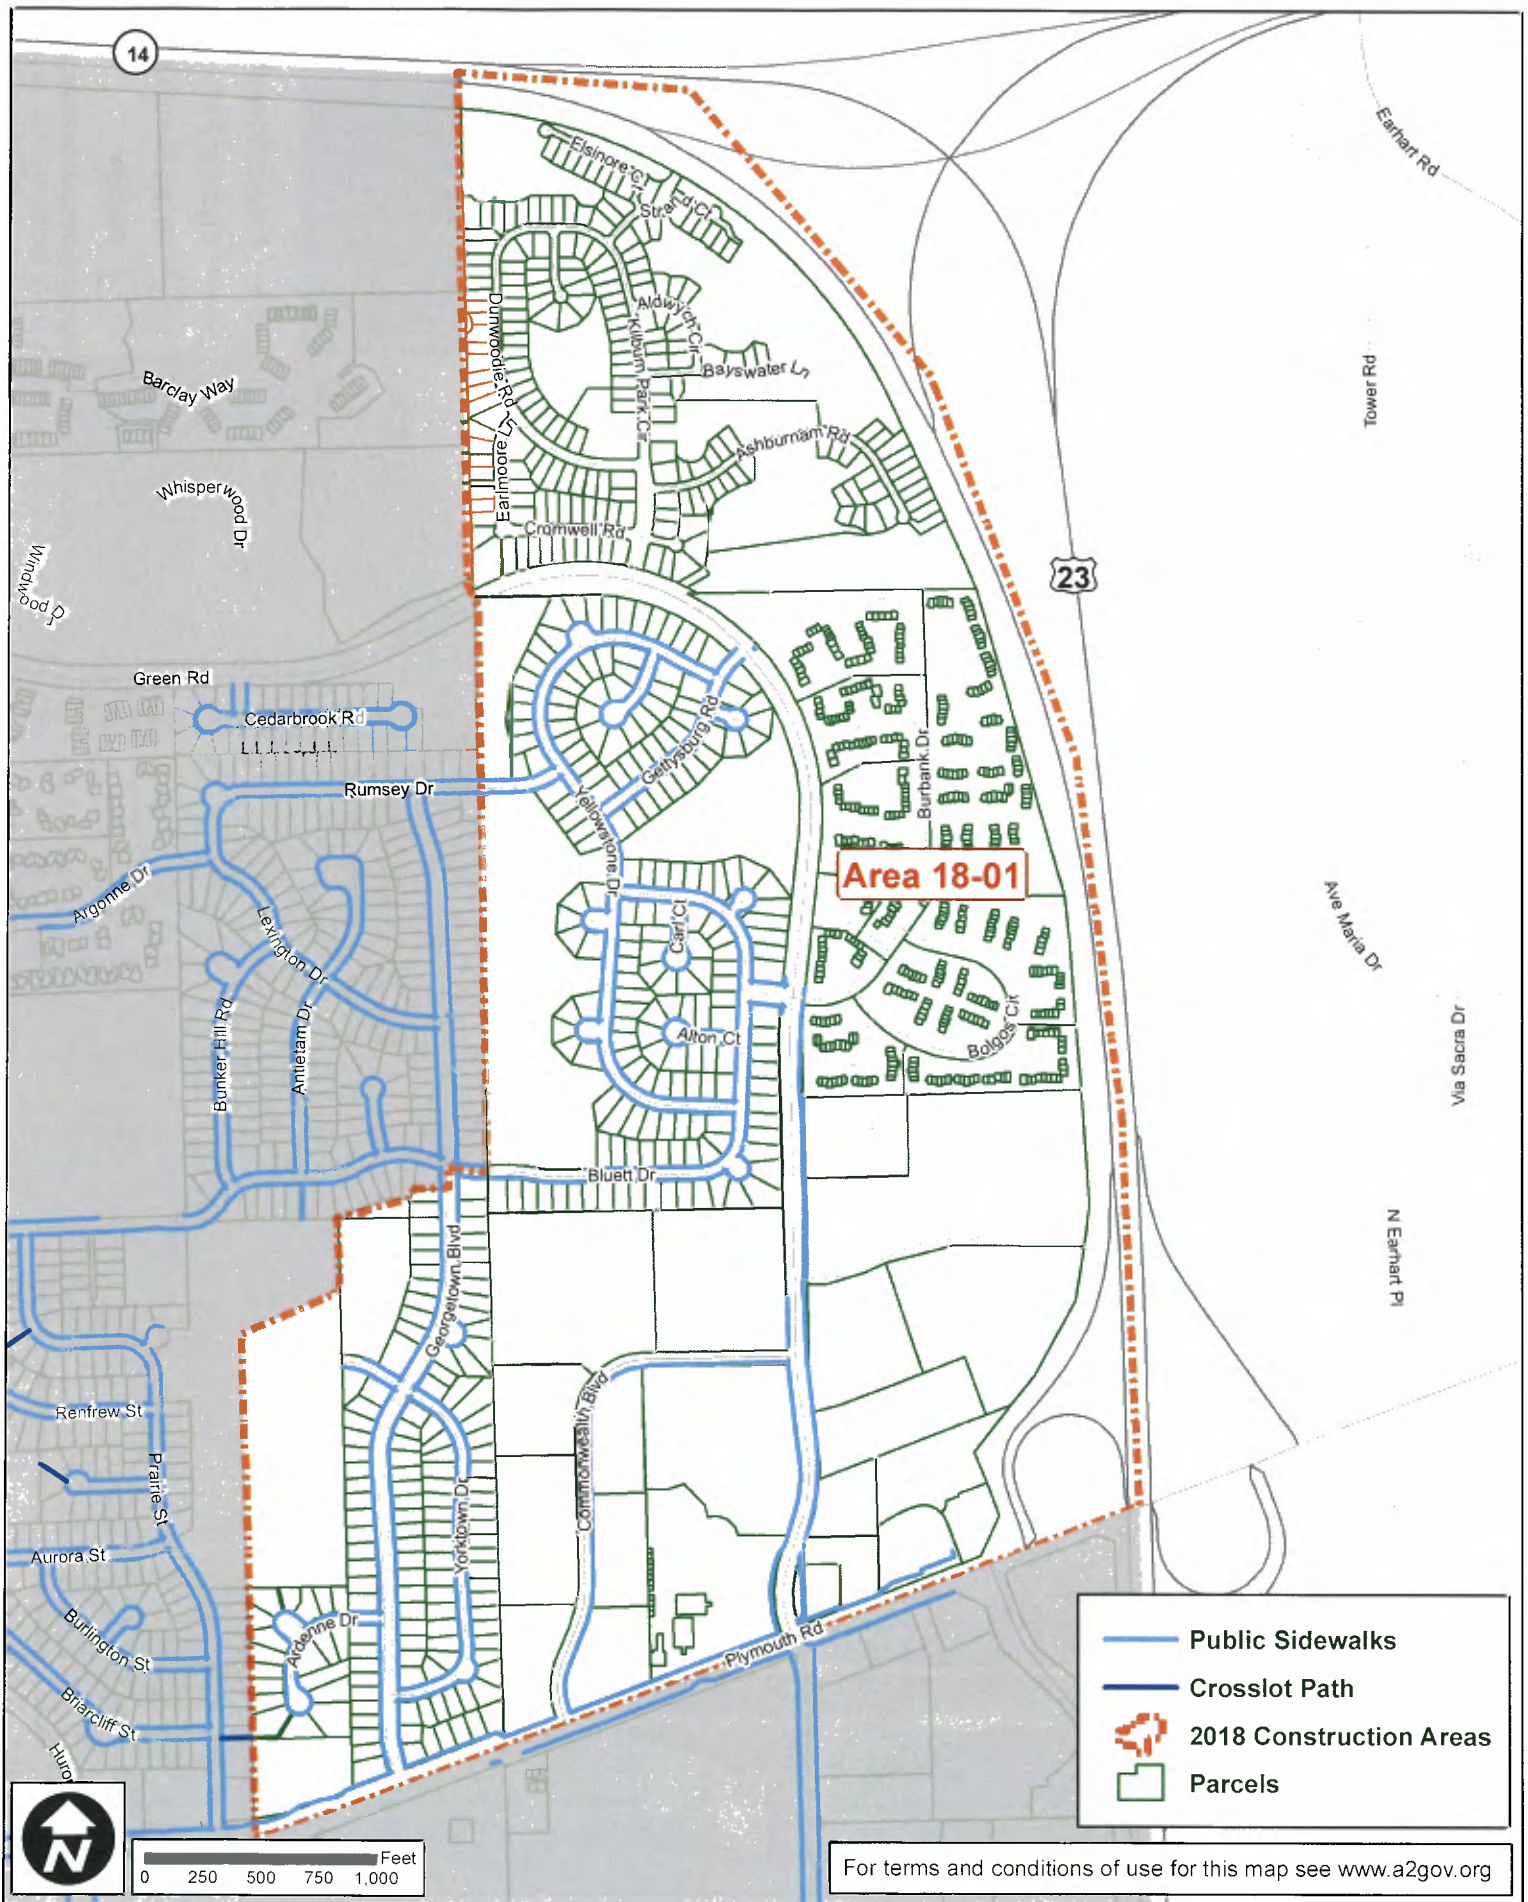 14
Earhart Rd
Elsinore Ct
Strand Ct
Dunwoodie Rd
Aldwych Cir
Kilburn Park Cir
Bayswater Ln
Tower Rd
Barclay Way
Earlmoore Ln
Ashburnam Rd
Whisperwood Dr
Cromwell Rd
Windwood D
23
Green Rd
Cedarbrook Rd
Gettysburg Rd
Burbank Dr
Rumsey Dr
Yellowstone Dr
Area 18-01
Argonne Dr
Lexington Dr
Carl Ct
Ave Maria Dr
Bunker Hill Rd
Antietam Dr
Alton Ct
Bolgos Cir
Via Sacra Dr
Bluett Dr
Georgetown Blvd
N Earhart Pl
Renfrew St
Commonwealth Blvd
Prairie St
Yorktown Dr
Aurora St
Burlington St
Ardenne Dr
Plymouth Rd
Briarcliff St
Huro
Public Sidewalks
Crosslot Path
2018 Construction Areas
Parcels
N
Feet
0 250 500 750 1,000
For terms and conditions of use for this map see www.a2gov.org